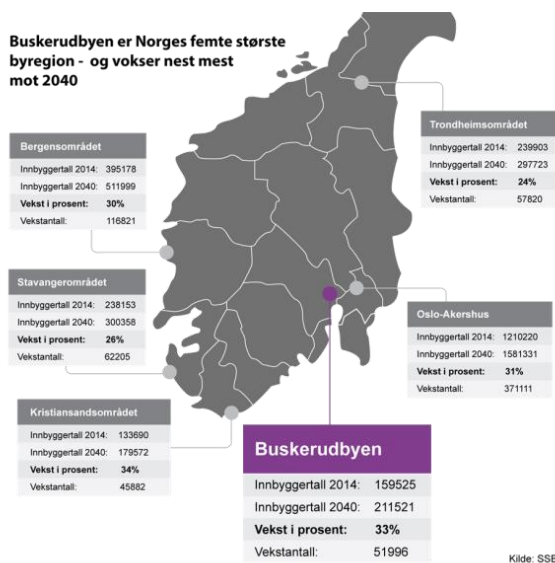 Buskerudbyen er Norges femte største
byregion - og vokser nest mest
mot 2040
Trondheimsområdet
Innbyggertall 2014: 239903
Innbyggertall 2040: 297723
Vekst i prosent: 24%
Vekstantall: 57820
Bergensområdet
Innbyggertall 2014: 395178
Innbyggertall 2040: 511999
Vekst i prosent: 30%
Vekstantall: 116821
Stavangerområdet
Innbyggertall 2014: 238153
Innbyggertall 2040: 300358
Vekst i prosent: 26%
Vekstantall: 62205
Oslo-Akershus
Innbyggertall 2014: 1210220
Innbyggertall 2040: 1581331
Vekst i prosent: 31%
Vekstantall: 371111
Kristiansandsområdet
Innbyggertall 2014: 133690
Innbyggertall 2040: 179572
Vekst i prosent: 34%
Vekstantall: 45882
Buskerudbyen
Innbyggertall 2014: 159525
Innbyggertall 2040: 211521
Vekst i prosent: 33%
Vekstantall: 51996
Kilde: SSB